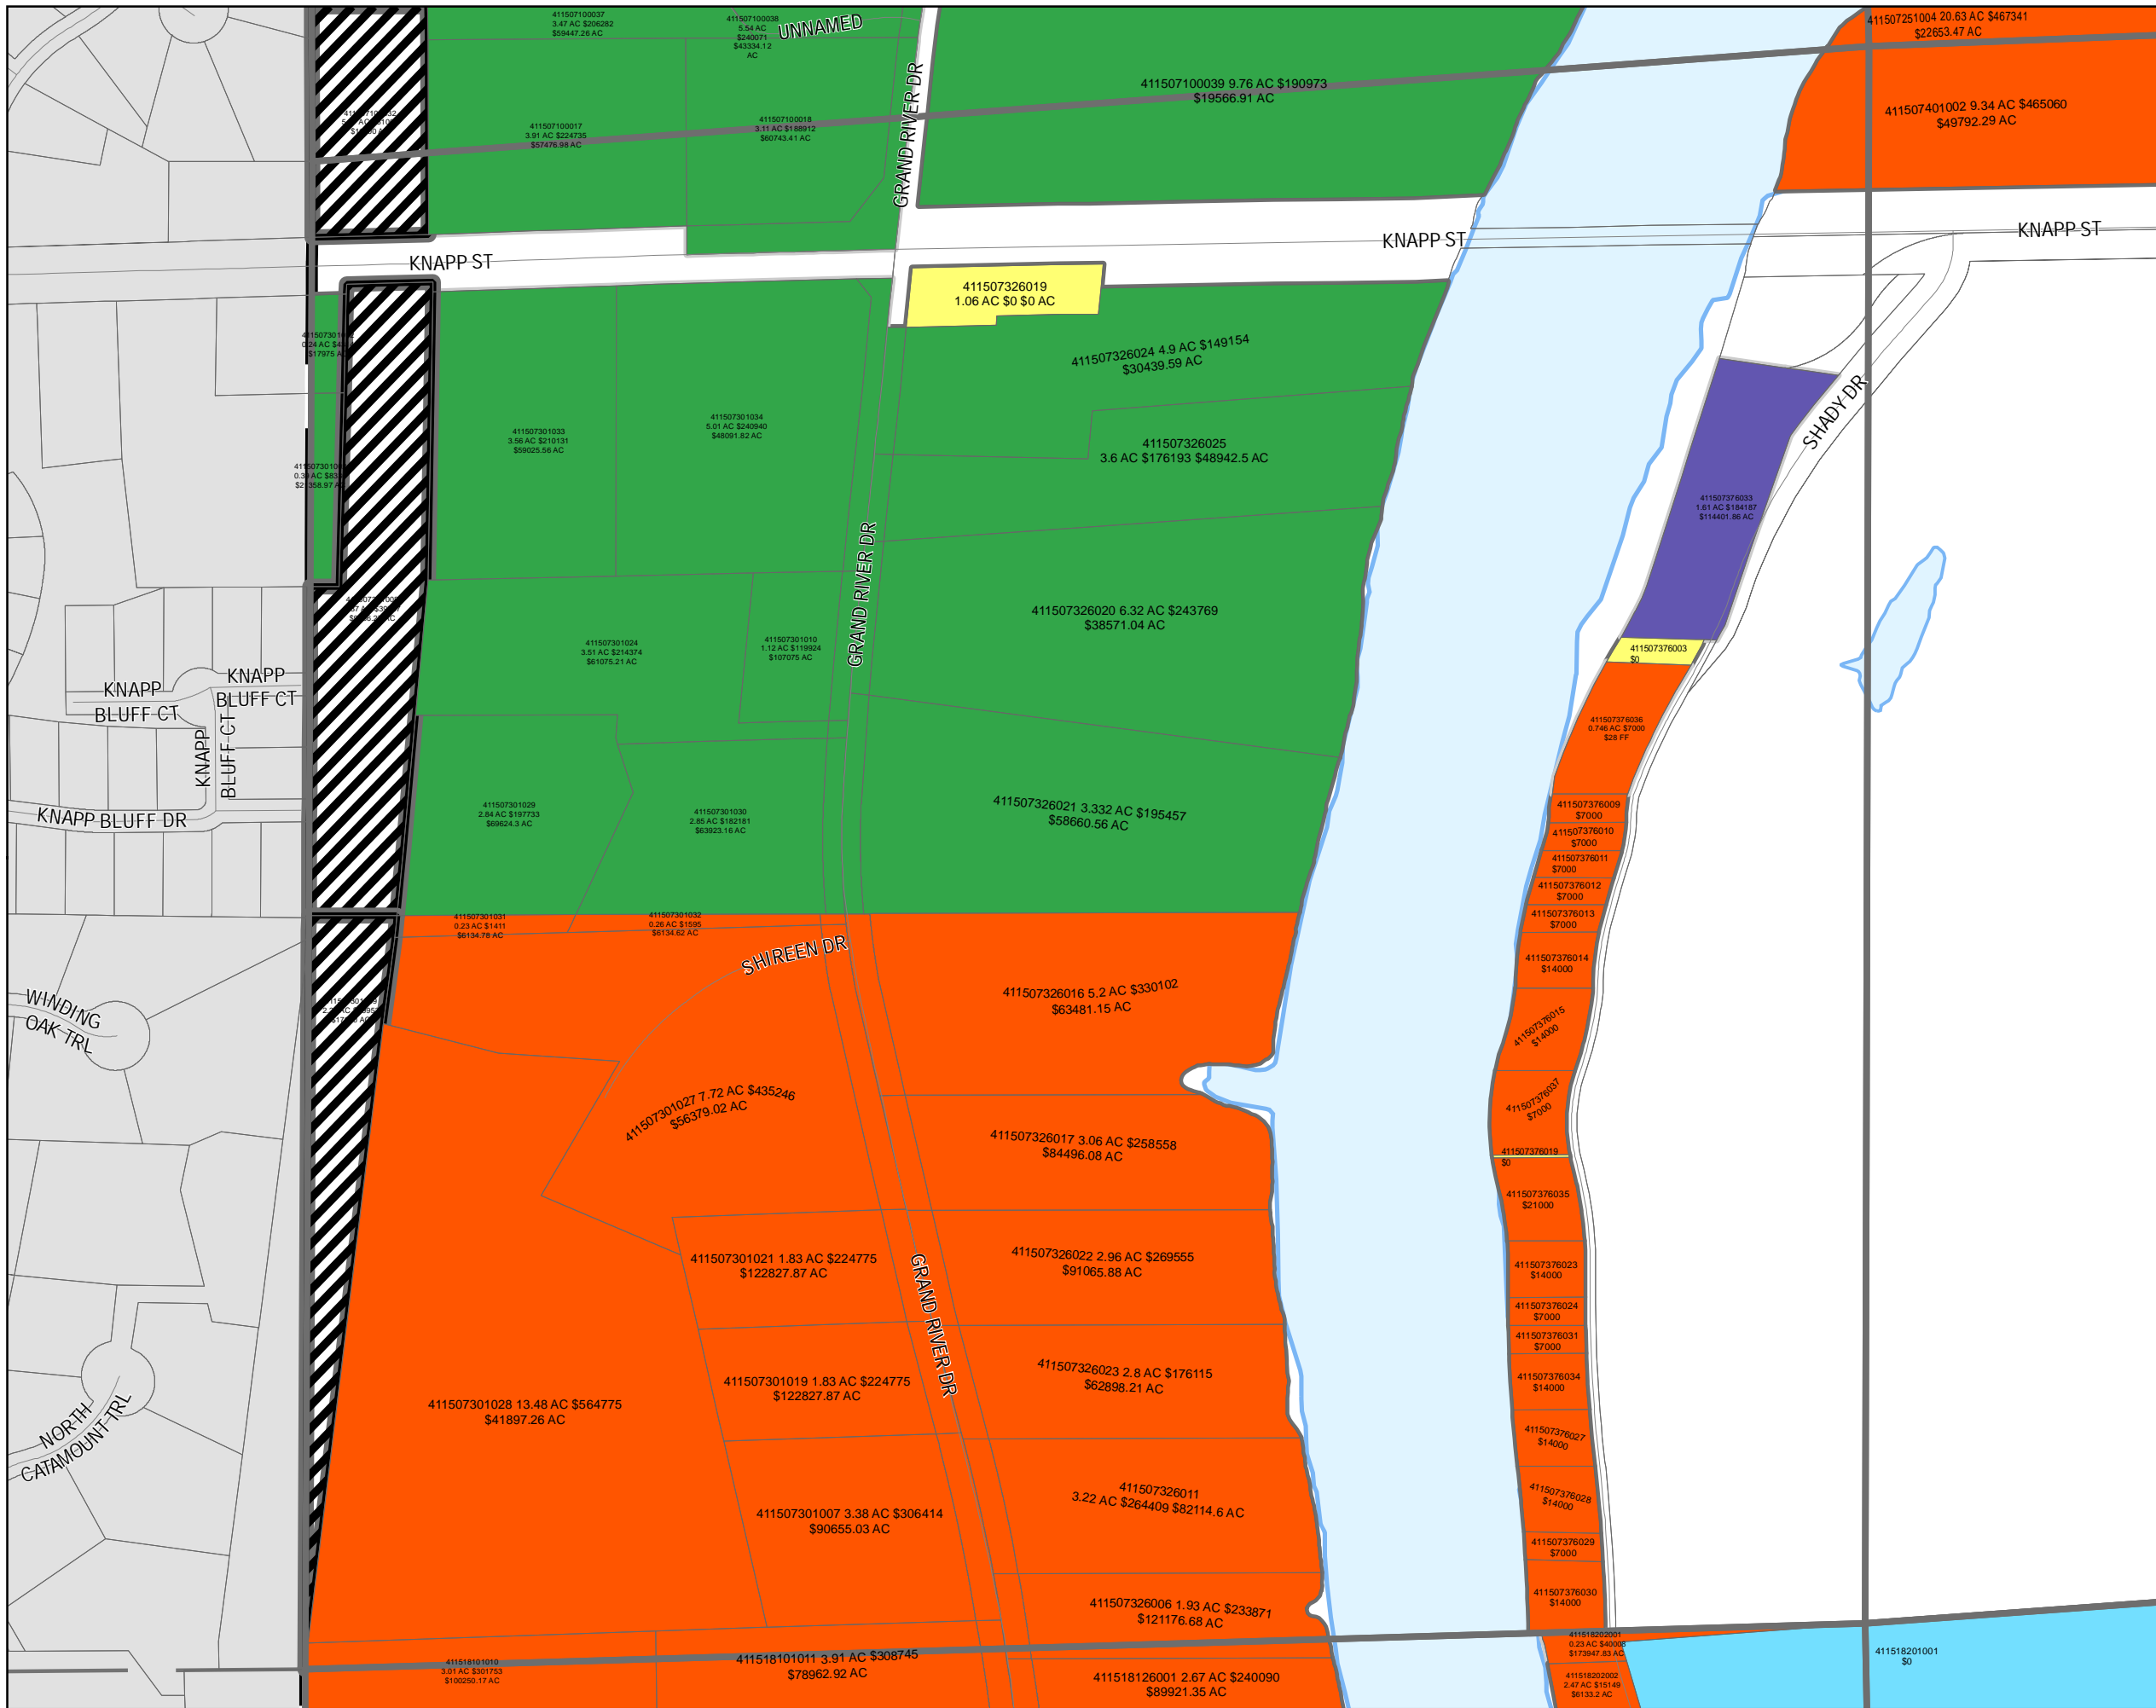 411507100037
3.47 AC $206282
$59447.26 AC
411507100038
5.54 AC
$240071
$43334.12
AC
UNNAMED
411507251004 20.63 AC $467341
$22653.47 AC
411507100039 9.76 AC $190973
$19566.91 AC
411507401002 9.34 AC $465060
$49792.29 AC
411507100017
3.91 AC $224735
$57476.98 AC
411507100018
3.11 AC $188912
$60743.41 AC
GRAND RIVER DR
KNAPP ST
KNAPP ST
KNAPP ST
411507326019
1.06 AC $0 $0 AC
411507326024 4.9 AC $149154
$30439.59 AC
411507301033
3.56 AC $210131
$59025.56 AC
411507301034
5.01 AC $240940
$48091.82 AC
411507326025
3.6 AC $176193 $48942.5 AC
SHADY DR
411507376033
1.61 AC $184187
$114401.86 AC
GRAND RIVER DR
411507326020 6.32 AC $243769
$38571.04 AC
411507301024
3.51 AC $214374
$61075.21 AC
411507301010
1.12 AC $119924
$107075 AC
411507376003
$0
KNAPP
BLUFF CT
KNAPP
BLUFF CT
KNAPP
BLUFF CT
411507376036
0.746 AC $7000
$28 FF
KNAPP BLUFF DR
411507301029
2.84 AC $197733
$69624.3 AC
411507301030
2.85 AC $182181
$63923.16 AC
411507326021 3.332 AC $195457
$58660.56 AC
411507376009
$7000
411507376010
$7000
411507376011
$7000
411507376012
$7000
411507376013
$7000
411507301031
0.23 AC $1411
$6134.78 AC
411507301032
0.26 AC $1595
$6134.62 AC
SHIREEN DR
411507376014
$14000
411507326016 5.2 AC $330102
$63481.15 AC
WINDING
OAK TRL
411507376015
$14000
411507301027 7.72 AC $435246
$56379.02 AC
411507376037
$7000
411507326017 3.06 AC $258558
$84496.08 AC
411507376019
$0
411507376035
$21000
411507301021 1.83 AC $224775
$122827.87 AC
411507326022 2.96 AC $269555
$91065.88 AC
411507376023
$14000
GRAND RIVER DR
411507376024
$7000
411507376031
$7000
411507301019 1.83 AC $224775
$122827.87 AC
411507326023 2.8 AC $176115
$62898.21 AC
411507376034
$14000
411507301028 13.48 AC $564775
$41897.26 AC
NORTH
CATAMOUNT TRL
411507376027
$14000
411507301007 3.38 AC $306414
$90655.03 AC
411507326011
3.22 AC $264409 $82114.6 AC
411507376028
$14000
411507376029
$7000
411507376030
$14000
411507326006 1.93 AC $233871
$121176.68 AC
411518202001
0.23 AC $40008
$173947.83 AC
411518201001
$0
411518101010
3.01 AC $301753
$100250.17 AC
411518101011 3.91 AC $308745
$78962.92 AC
411518126001 2.67 AC $240090
$89921.35 AC
411518202002
2.47 AC $15149
$6133.2 AC